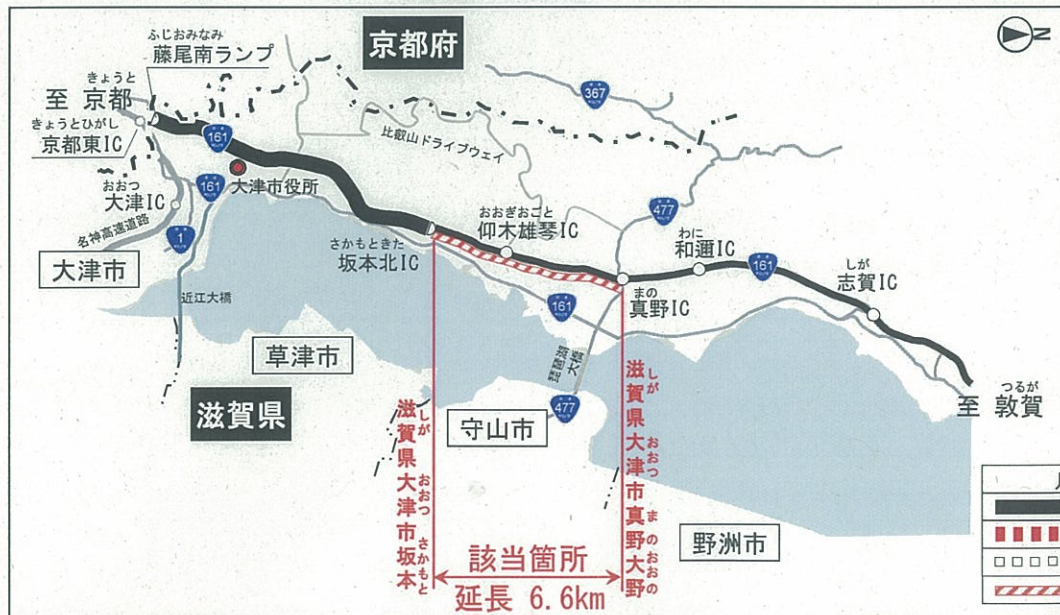 京都府
N
ふじおみなみ
藤尾南ランプ
きょうと
至 京都
きょうとひがし
京都東IC
367
ROUTE
161
ROUTE
比叡山ドライブウェイ
大津市役所
おおつ
大津IC
161
ROUTE
名神高速道路
1
ROUTE
大津市
近江大橋
477
ROUTE
おおぎおごと
仰木雄琴IC
さかもときた
坂本北IC
わに
和邇IC
161
ROUTE
しが
志賀IC
まの
真野IC
161
ROUTE
草津市
琵琶湖大橋
477
ROUTE
つるが
至 敦賀
滋賀県
守山市
しが おおつ さかもと
滋賀県大津市坂本
しが おおつ まのおおの
滋賀県大津市真野大野
野洲市
該当箇所
延長 6.6km